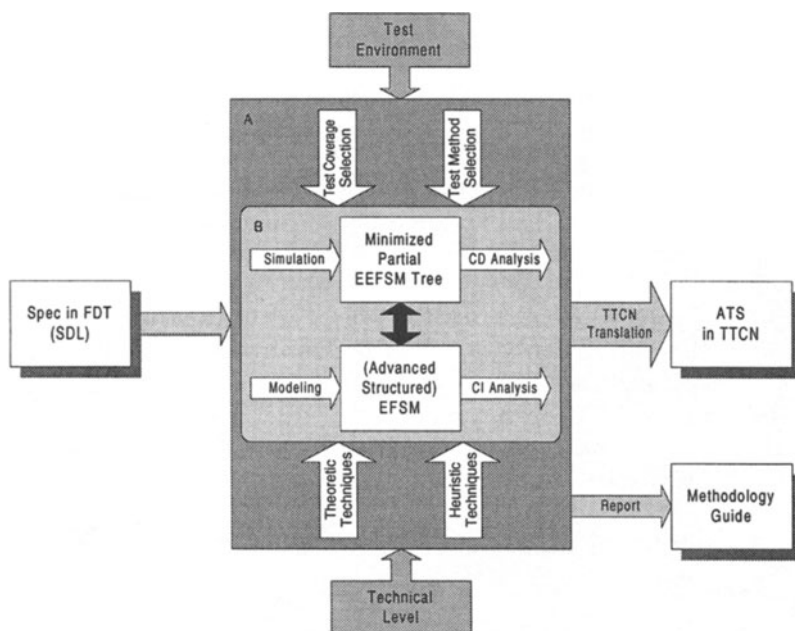 Test
Environment
A
Test Coverage
Selection
Test Method
Selection
B
Simulation
Minimized
Partial
EEFSM Tree
CD Analysis
Spec in FDT
(SDL)
TTCN
Translation
ATS
in TTCN
Modeling
(Advanced
Structured)
EFSM
CI Analysis
Theoretic
Techniques
Heuristic
Techniques
Report
Methodology
Guide
Technical
Level